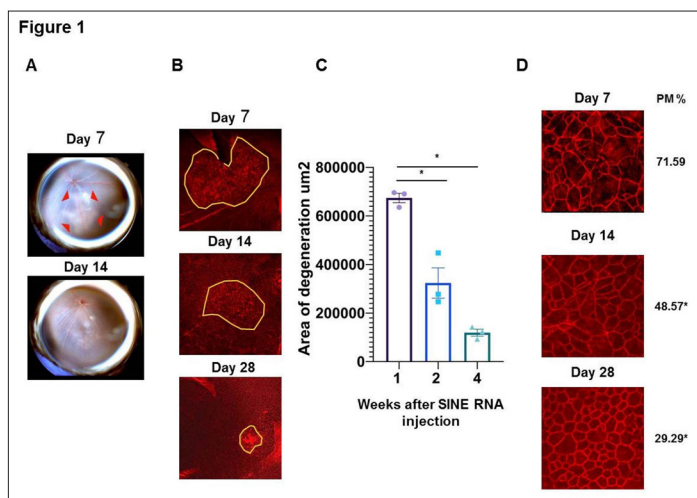 Figure 1
A
B
C
D
Day 7
Day 14
Day 7
Day 14
Day 28
Area of degeneration um2
800000
600000
400000
200000
0
*
*
1 2 4
Weeks after SINE RNA
injection
Day 7
PM %
71.59
Day 14
48.57*
Day 28
29.29*